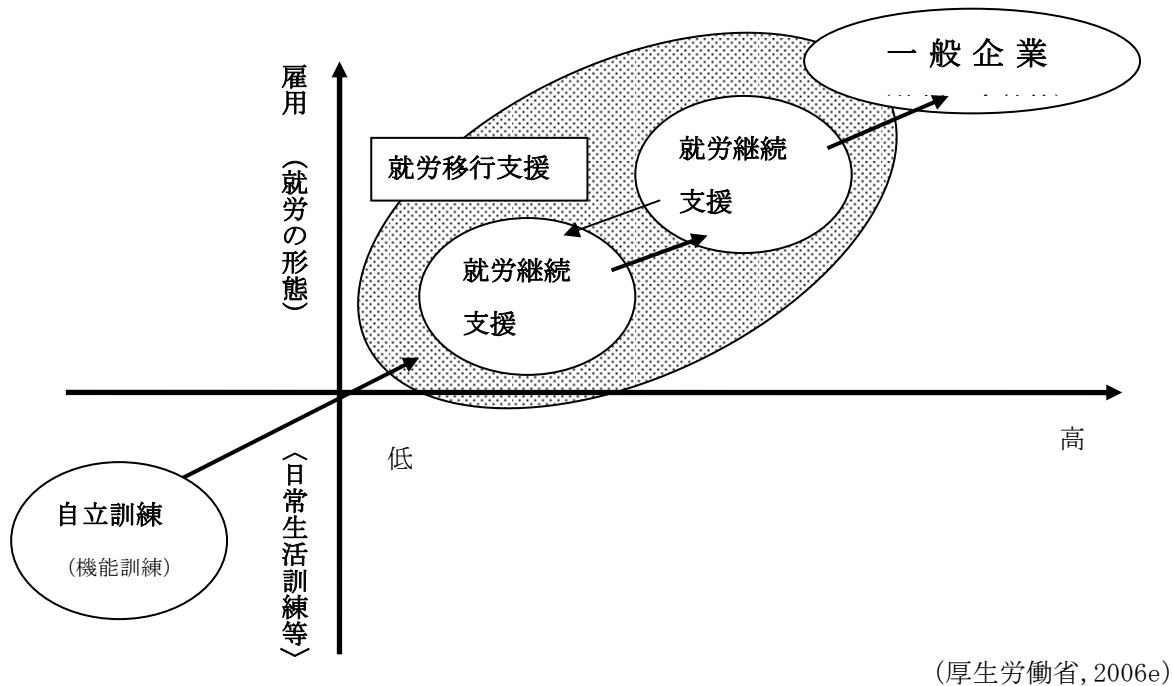 一般企業
雇用
（就労の形態）
就労移行支援
就労継続
支援
就労継続
支援
低
高
自立訓練
（機能訓練）
〈日常生活訓練等〉
(厚生労働省, 2006e)